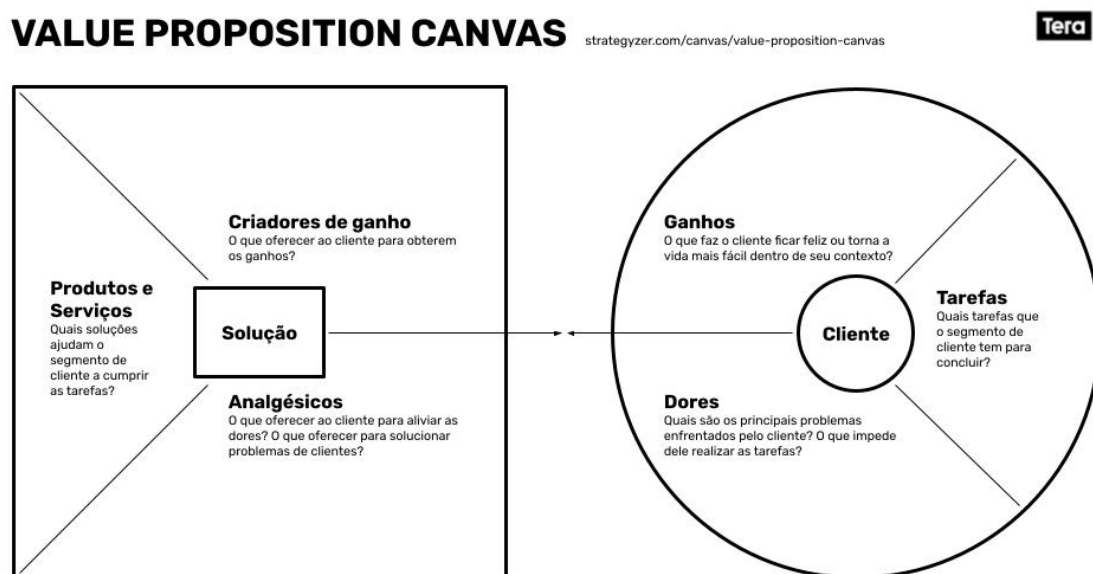 VALUE PROPOSITION CANVAS
strategyzer.com/canvas/value-proposition-canvas
Tera
Criadores de ganho
O que oferecer ao cliente para obterem
os ganhos?
Produtos e
Serviços
Quais soluções
ajudam o
segmento de
cliente a cumprir
as tarefas?
Solução
Analgésicos
O que oferecer ao cliente para aliviar as
dores? O que oferecer para solucionar
problemas de clientes?
Ganhos
O que faz o cliente ficar feliz ou torna a
vida mais fácil dentro de seu contexto?
Cliente
Tarefas
Quais tarefas que
o segmento de
cliente tem para
concluir?
Dores
Quais são os principais problemas
enfrentados pelo cliente? O que impede
dele realizar as tarefas?